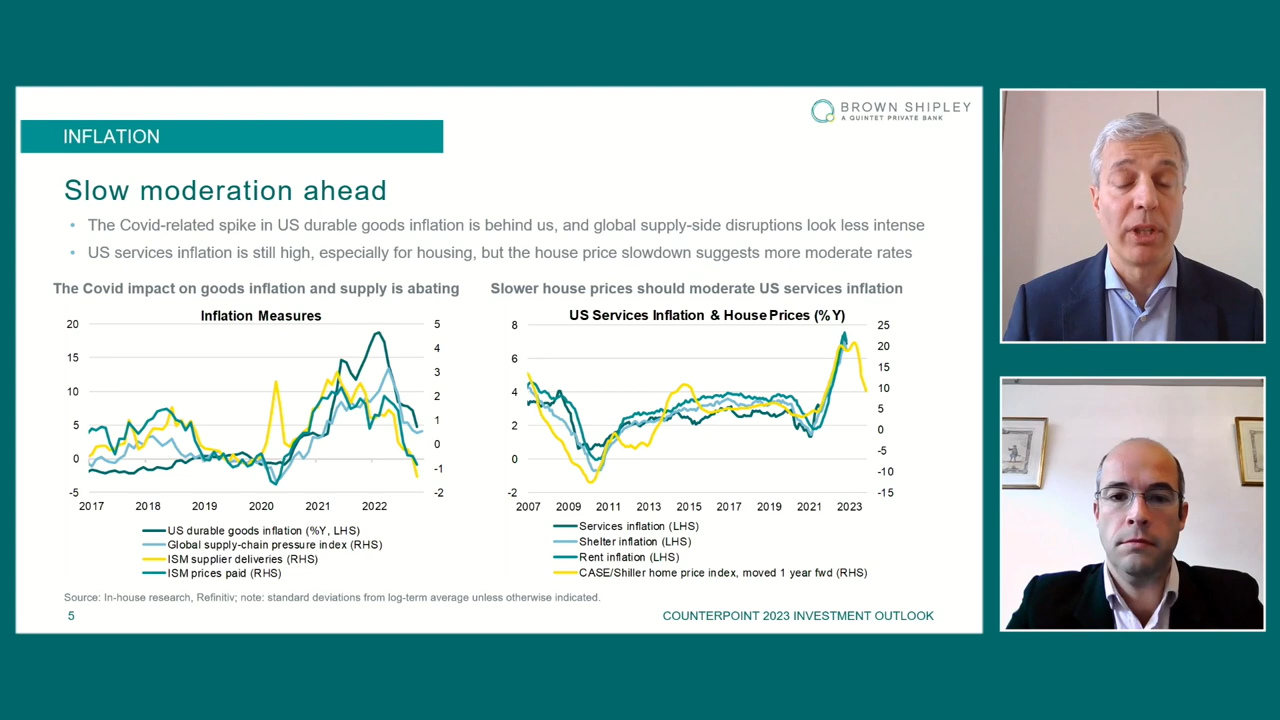 BROWN SHIPLEY
A QUINTET PRIVATE BANK
INFLATION
Slow moderation ahead
• The Covid-related spike in US durable goods inflation is behind us, and global supply-side disruptions look less intense
• US services inflation is still high, especially for housing, but the house price slowdown suggests more moderate rates
The Covid impact on goods inflation and supply is abating
Inflation Measures
20
15
10
5
0
-5
5
4
3
2
1
0
-1
-2
2017 2018 2019 2020 2021 2022
US durable goods inflation (%Y, LHS)
Global supply-chain pressure index (RHS)
ISM supplier deliveries (RHS)
ISM prices paid (RHS)
Slower house prices should moderate US services inflation
US Services Inflation & House Prices (%Y)
8
6
4
2
0
-2
25
20
15
10
5
0
-5
-10
-15
2007 2009 2011 2013 2015 2017 2019 2021 2023
Services inflation (LHS)
Shelter inflation (LHS)
Rent inflation (LHS)
CASE/Shiller home price index, moved 1 year fwd (RHS)
Source: In-house research, Refinitiv; note: standard deviations from log-term average unless otherwise indicated.
5
COUNTERPOINT 2023 INVESTMENT OUTLOOK